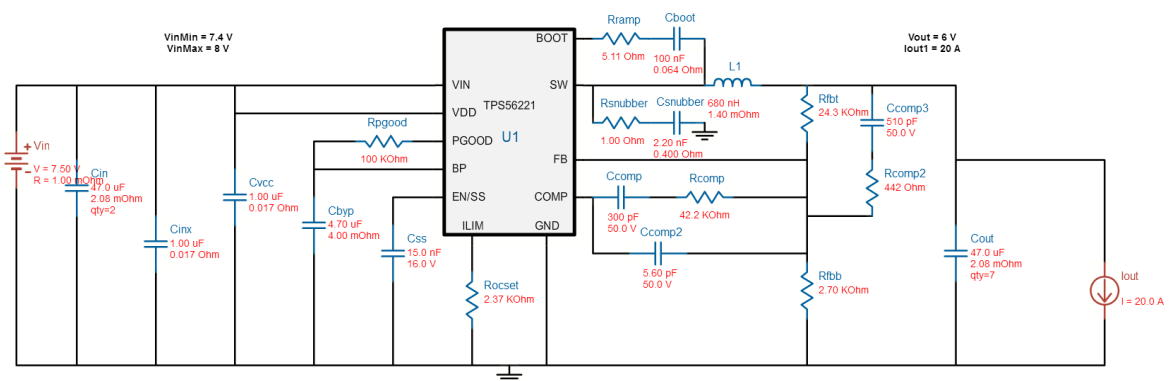 VinMin = 7.4 V
VinMax = 8 V
Vout = 6 V
Iout1 = 20 A
Rramp
5.11 Ohm
Cboot
100 nF
0.064 Ohm
BOOT
VIN
SW
L1
680 nH
1.40 mOhm
TPS56221
U1
VDD
PGOOD
BP
FB
EN/SS
COMP
ILIM
GND
Rsnubber
1.00 Ohm
Csnubber
2.20 nF
0.400 Ohm
Rfbt
24.3 KOhm
Ccomp3
510 pF
50.0 V
Rpgood
100 KOhm
Vin
V = 7.50 V
R = 1.00 mOhm
Cin
47.0 uF
2.08 mOhm
qty=2
Cinx
1.00 uF
0.017 Ohm
Cvcc
1.00 uF
0.017 Ohm
Cbyp
4.70 uF
4.00 mOhm
Css
15.0 nF
16.0 V
Rocset
2.37 KOhm
Ccomp
300 pF
50.0 V
Rcomp
42.2 KOhm
Rcomp2
442 Ohm
Ccomp2
5.60 pF
50.0 V
Rfbb
2.70 KOhm
Cout
47.0 uF
2.08 mOhm
qty=7
Iout
I = 20.0 A